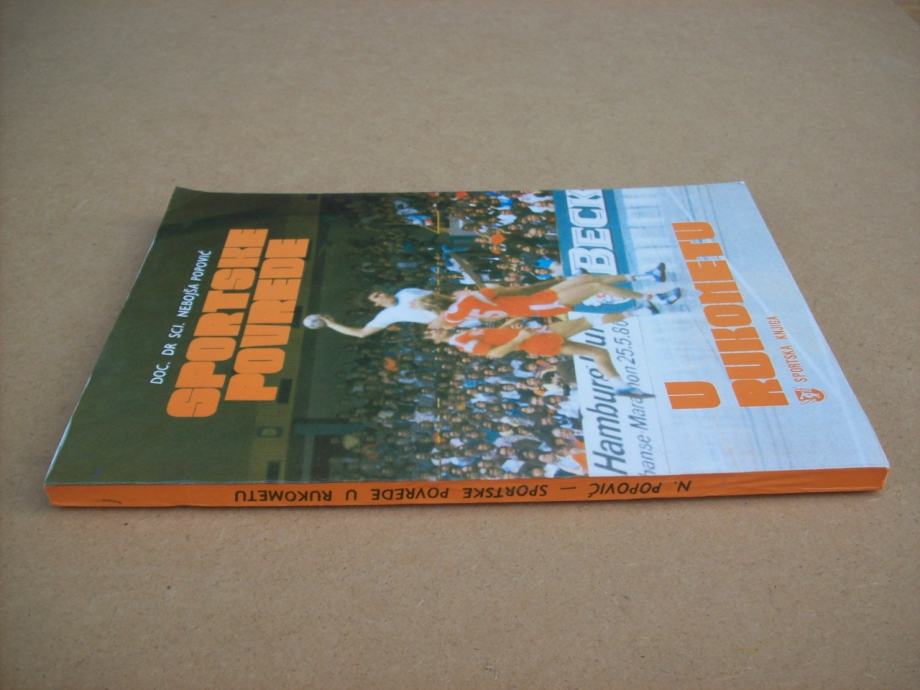 DOC. DR SCI. NEBOJŠA POPOVIĆ
SPORTSKE
POVREDE
BECK
Hamburg
hanse Marathon 25.5.86
U
RUKOMETU
SPORTSKA KNJIGA
N. POPOVIĆ — SPORTSKE POVREDE U RUKOMETU